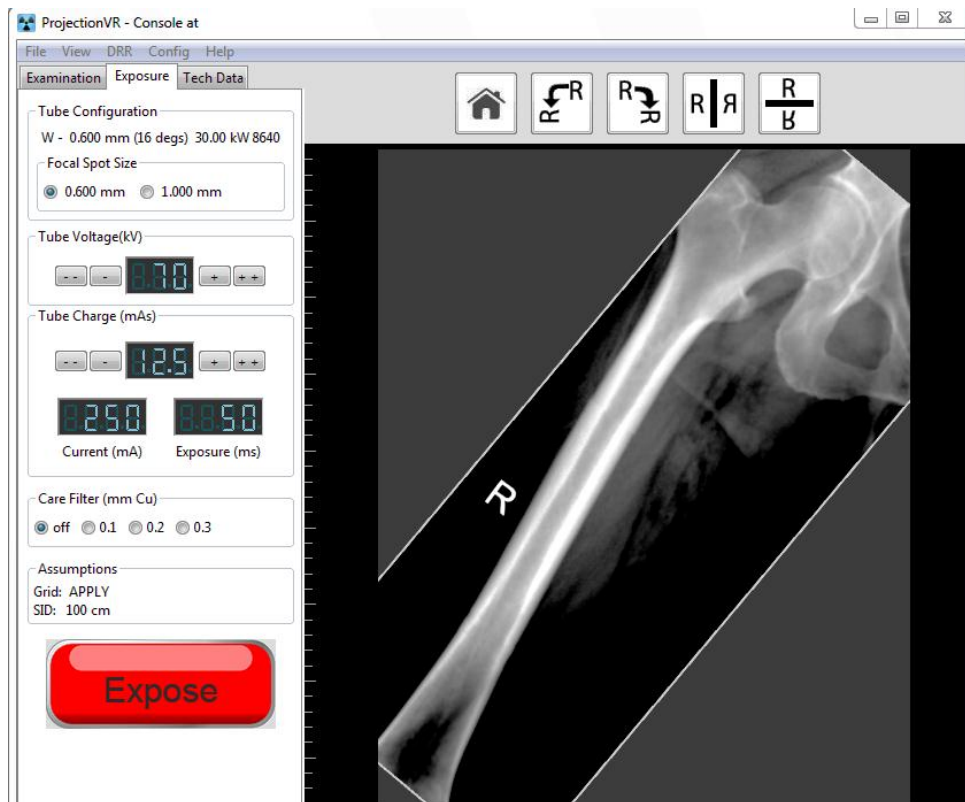 ProjectionVR - Console at
File View DRR Config Help
Examination Exposure Tech Data
Tube Configuration
W - 0.600 mm (16 degs) 30.00 kW 8640
Focal Spot Size
0.600 mm 1.000 mm
Tube Voltage(kV)
-- - 70 + ++
Tube Charge (mAs)
-- - 12.5 + ++
250 50
Current (mA) Exposure (ms)
Care Filter (mm Cu)
off 0.1 0.2 0.3
Assumptions
Grid: APPLY
SID: 100 cm
Expose
R R R R R R R R
R